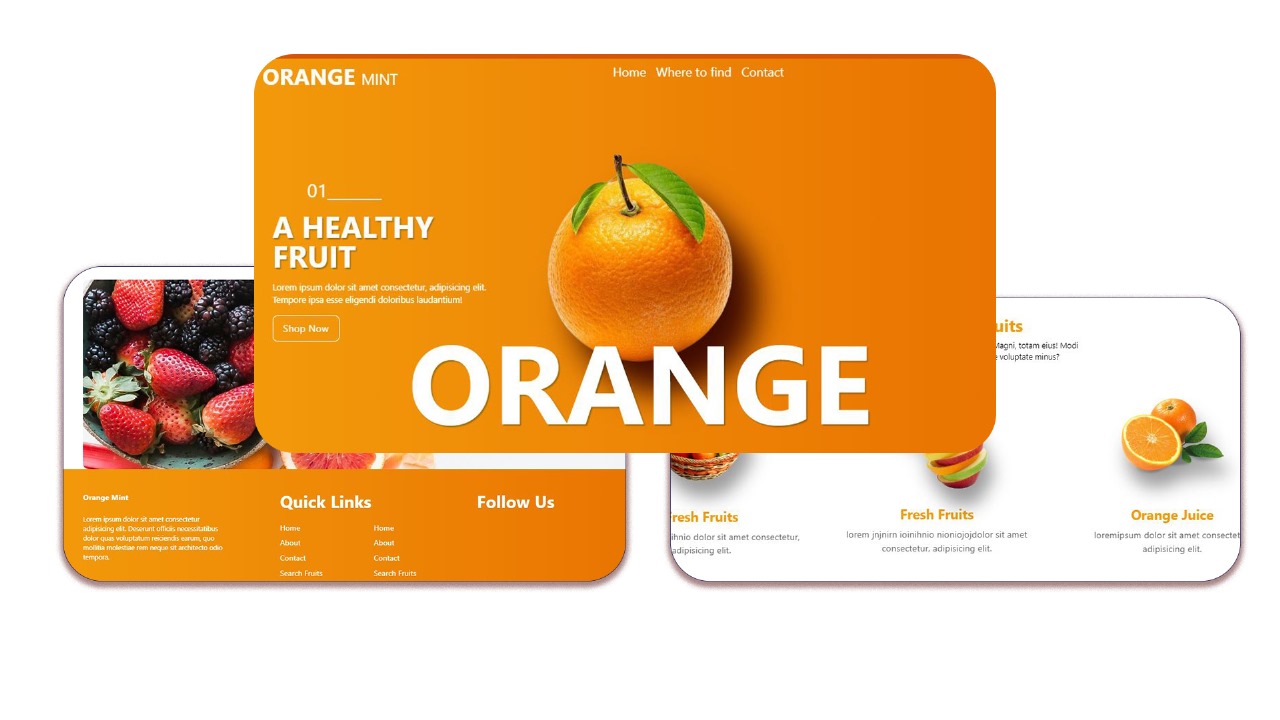 ORANGE MINT
Home Where to find Contact
01______
A HEALTHY
FRUIT
Lorem ipsum dolor sit amet consectetur, adipisicing elit.
Tempore ipsa esse eligendi doloribus laudantium!
Shop Now
ORANGE
Orange Mint
Lorem ipsum dolor sit amet consectetur
adipisicing elit. Deserunt officiis necessitatibus
dolor quas voluptatum reiciendis earum, quo
mollitia molestiae rem neque sit architecto odio
tempora.
Quick Links
Home Home
About About
Contact Contact
Search Fruits Search Fruits
Follow Us
uits
Magni, totam eius! Modi
voluptate minus?
resh Fruits
ihnio dolor sit amet consectetur,
adipisicing elit.
Fresh Fruits
lorem jnjnirn ioinihnio nioniojojdolor sit amet
consectetur, adipisicing elit.
Orange Juice
loremipsum dolor sit amet consectet
adipisicing elit.